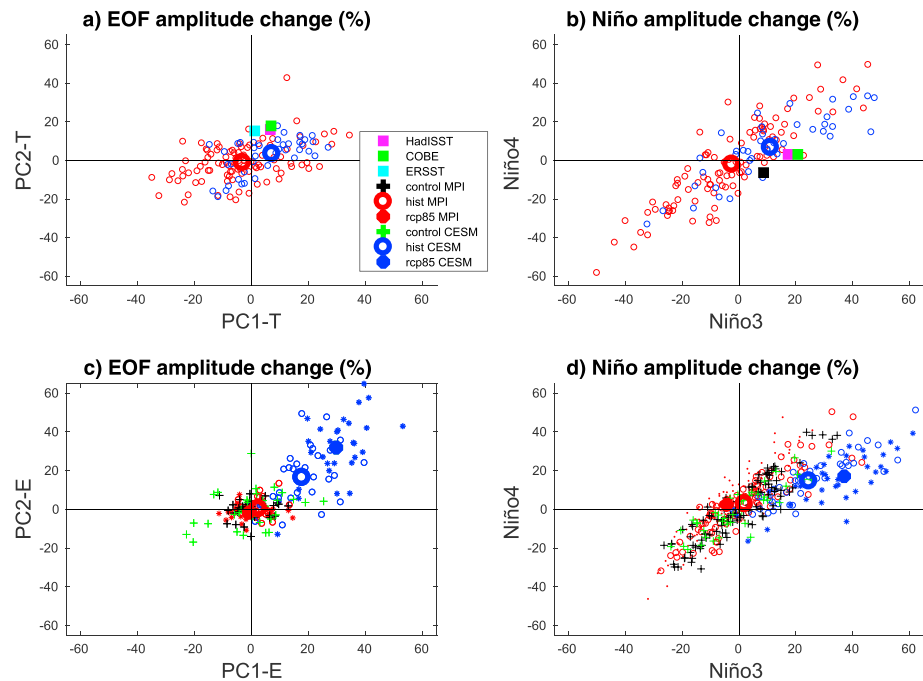 a) EOF amplitude change (%)
60
40
20
0
-20
-40
-60
PC2-T
-60 -40 -20 0 20 40 60
PC1-T
HadISST
COBE
ERSST
control MPI
hist MPI
rcp85 MPI
control CESM
hist CESM
rcp85 CESM
b) Niño amplitude change (%)
60
40
20
0
-20
-40
-60
Niño4
-60 -40 -20 0 20 40 60
Niño3
c) EOF amplitude change (%)
60
40
20
0
-20
-40
-60
PC2-E
-60 -40 -20 0 20 40 60
PC1-E
d) Niño amplitude change (%)
60
40
20
0
-20
-40
-60
Niño4
-60 -40 -20 0 20 40 60
Niño3